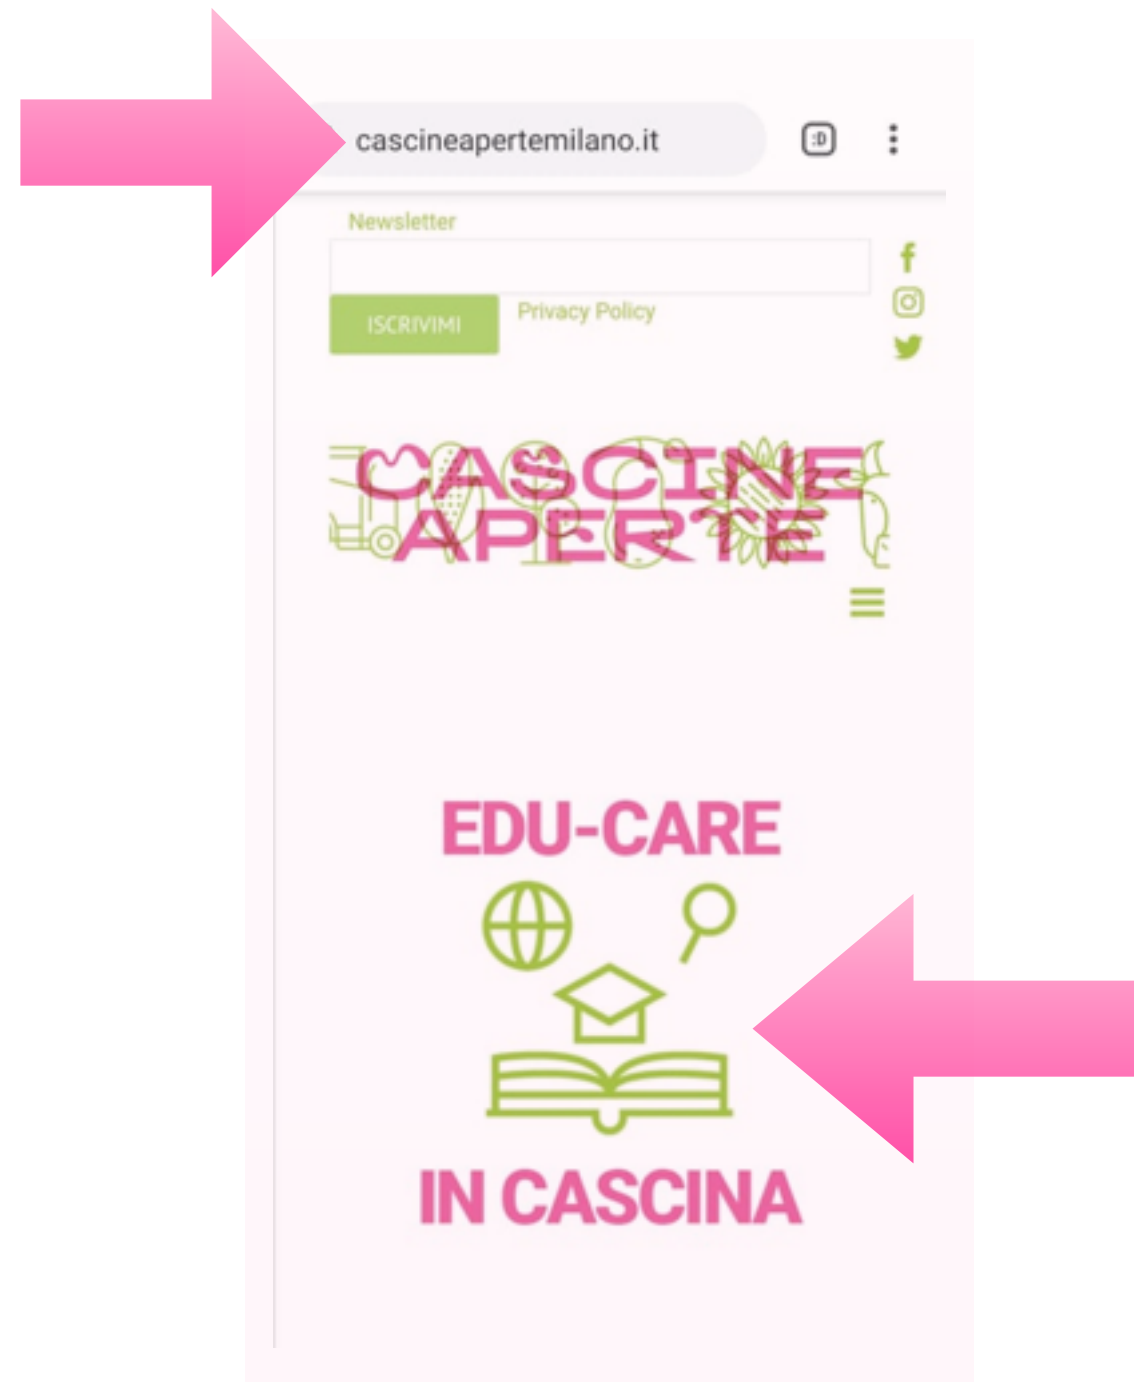 cascineapertemilano.it
:D
Newsletter
ISCRIVIMI
Privacy Policy
CASCINE
APERTE
EDU-CARE
IN CASCINA